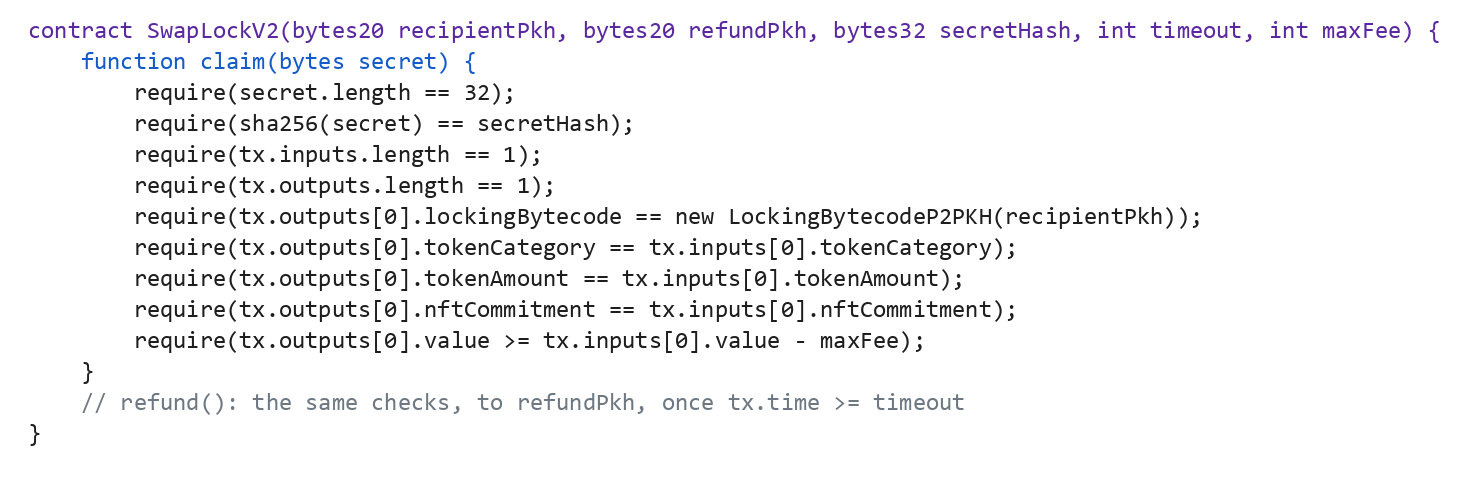 contract SwapLockV2(bytes20 recipientPkh, bytes20 refundPkh, bytes32 secretHash, int timeout, int maxFee) {
    function claim(bytes secret) {
        require(secret.length == 32);
        require(sha256(secret) == secretHash);
        require(tx.inputs.length == 1);
        require(tx.outputs.length == 1);
        require(tx.outputs[0].lockingBytecode == new LockingBytecodeP2PKH(recipientPkh));
        require(tx.outputs[0].tokenCategory == tx.inputs[0].tokenCategory);
        require(tx.outputs[0].tokenAmount == tx.inputs[0].tokenAmount);
        require(tx.outputs[0].nftCommitment == tx.inputs[0].nftCommitment);
        require(tx.outputs[0].value >= tx.inputs[0].value - maxFee);
    }
    // refund(): the same checks, to refundPkh, once tx.time >= timeout
}